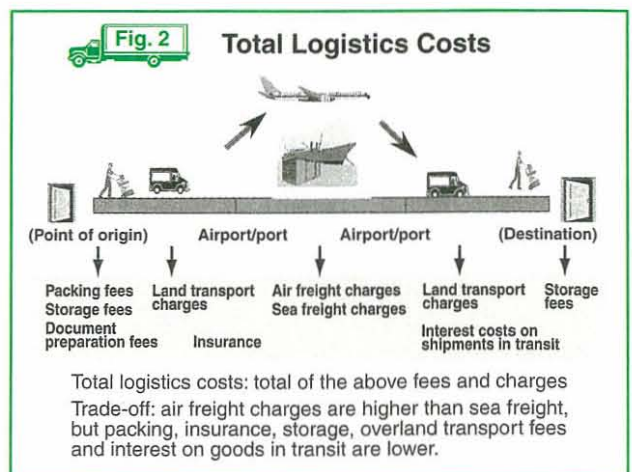 Fig. 2
Total Logistics Costs
(Point of origin) Airport/port Airport/port (Destination)
Packing fees
Storage fees
Document
preparation fees
Land transport
charges
Insurance
Air freight charges
Sea freight charges
Land transport
charges
Interest costs on
shipments in transit
Storage
fees
Total logistics costs: total of the above fees and charges
Trade-off: air freight charges are higher than sea freight,
but packing, insurance, storage, overland transport fees
and interest on goods in transit are lower.